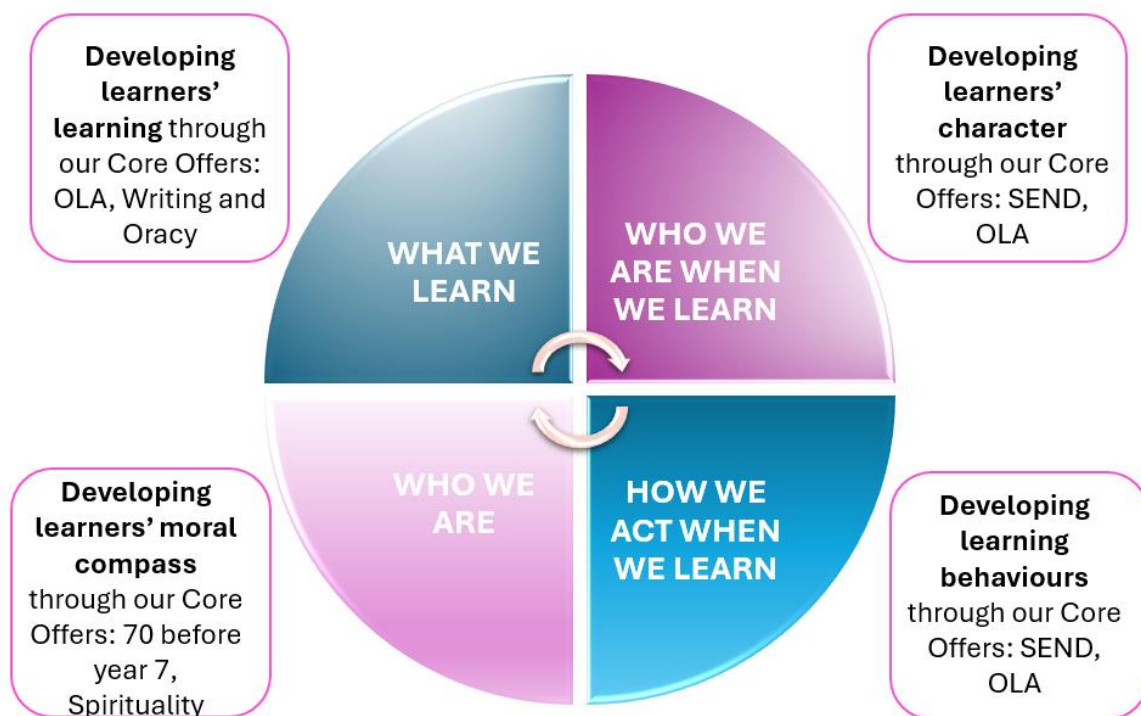 Developing
learners’
learning through
our Core Offers:
OLA, Writing and
Oracy
Developing
learners’
character
through our Core
Offers: SEND,
OLA
WHAT WE
LEARN
WHO WE
ARE WHEN
WE LEARN
WHO WE
ARE
HOW WE
ACT WHEN
WE LEARN
Developing
learners’ moral
compass
through our Core
Offers: 70 before
year 7,
Spirituality
Developing
learning
behaviours
through our Core
Offers: SEND,
OLA